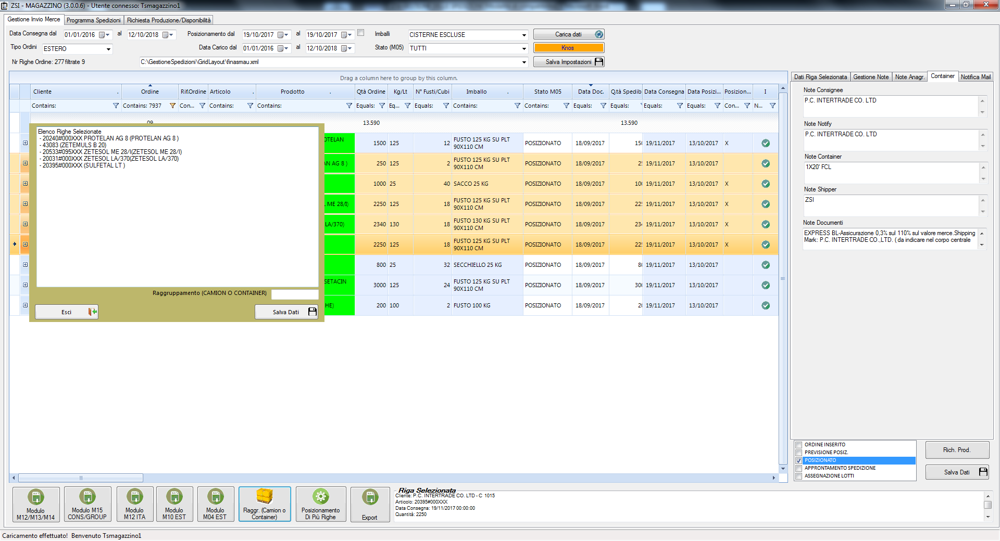 ZSI - MAGAZZINO (3.0.0.6) - Utente connesso: Tsmagazzino1
Gestione Invio Merce Programma Spedizioni Richiesta Produzione/Disponibilità
Data Consegna dal 01/01/2016 al 12/10/2018 Posizionamento dal 19/10/2017 al 19/10/2017 Imballi CISTERNE ESCLUSE Carica dati
Tipo Ordini ESTERO Data Carico dal 01/01/2016 al 12/10/2018 Stato (M05) TUTTI Knos
Nr Righe Ordine: 277 filtrate 9 C:\GestioneSpedizioni\GridLayout\finasmau.xml Salva Impostazioni
Drag a column here to group by this column.
Cliente Ordine Rif.Ordine Articolo Prodotto Qtà Ordine Kg/Lt N° Fusti/Cubi Imballo Stato M05 Data Doc. Q.tà Spedib Data Consegna Data Posizi... Posizion... I
Contains: Contains: 7937 Con... Contains: Contains: Equals: Eq... Equals: Contains: Contains: Equals: Equals: Equals: Equals: Con... N...
09 13.590 13.590
OTELAN 1500 125 12 FUSTO 125 KG SU PLT 90X110 CM POSIZIONATO 18/09/2017 150 19/11/2017 13/10/2017 X
AN AG 8 ) 250 125 2 FUSTO 125 KG SU PLT 90X110 CM POSIZIONATO 18/09/2017 25 19/11/2017 13/10/2017
1000 25 40 SACCO 25 KG POSIZIONATO 18/09/2017 100 19/11/2017 13/10/2017 X
L ME 28/I) 2250 125 18 FUSTO 125 KG SU PLT 90X110 CM POSIZIONATO 18/09/2017 225 19/11/2017 13/10/2017 X
LA/370) 2340 130 18 FUSTO 130 KG SU PLT 90X110 CM POSIZIONATO 18/09/2017 234 19/11/2017 13/10/2017 X
2250 125 18 FUSTO 125 KG SU PLT 90X110 CM POSIZIONATO 18/09/2017 225 19/11/2017 13/10/2017 X
800 25 32 SECCHIELLO 25 KG POSIZIONATO 18/09/2017 80 19/11/2017 13/10/2017
SETACIN 3000 125 24 FUSTO 125 KG SU PLT 90X110 CM POSIZIONATO 18/09/2017 300 19/11/2017 13/10/2017
HE) 200 100 2 FUSTO 100 KG POSIZIONATO 18/09/2017 20 19/11/2017 13/10/2017
Elenco Righe Selezionate
- 20240#000XXX PROTELAN AG 8 (PROTELAN AG 8 )
- 43083 (ZETEMULS B 20)
- 20533#095XXX ZETESOL ME 28/I(ZETESOL ME 28/I)
- 20031#000XXX ZETESOL LA/370(ZETESOL LA/370)
- 20395#000XXX (SULFETAL LT )
Raggruppamento (CAMION O CONTAINER)
Esci Salva Dati
Dati Riga Selezionata Gestione Note Note Anagr. Container Notifica Mail
Note Consignee
P.C. INTERTRADE CO. LTD
Note Notify
P.C. INTERTRADE CO. LTD
Note Container
1X20' FCL
Note Shipper
ZSI
Note Documenti
EXPRESS BL-Assicurazione 0,3% sul 110% sul valore merce.Shipping
Mark: P.C. INTERTRADE CO.,LTD. ( da indicare nel corpo centrale
ORDINE INSERITO
PREVISIONE POSIZ.
POSIZIONATO
APPRONTAMENTO SPEDIZIONE
ASSEGNAZIONE LOTTI
Rich. Prod.
Salva Dati
Modulo M12/M13/M14
Modulo M15 CONS/GROUP
Modulo M12 ITA
Modulo M10 EST
Modulo M04 EST
Raggr. (Camion o Container)
Posizionamento Di Più Righe
Export
Riga Selezionata
Cliente: P.C. INTERTRADE CO. LTD - C 1015
Articolo: 20395#000XXX
Data Consegna: 19/11/2017 00:00:00
Quantità: 2250
Caricamento effettuato! Benvenuto Tsmagazzino1